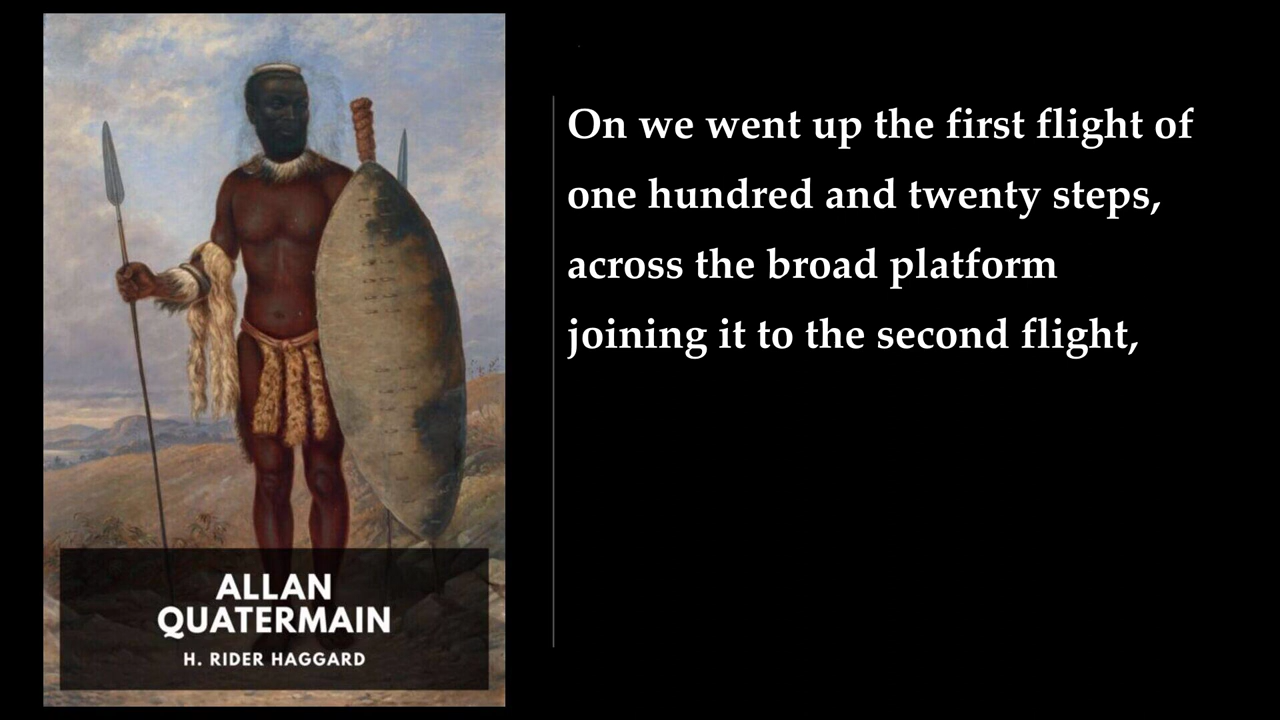 On we went up the first flight of
one hundred and twenty steps,
across the broad platform
joining it to the second flight,
ALLAN
QUATERMAIN
H. RIDER HAGGARD